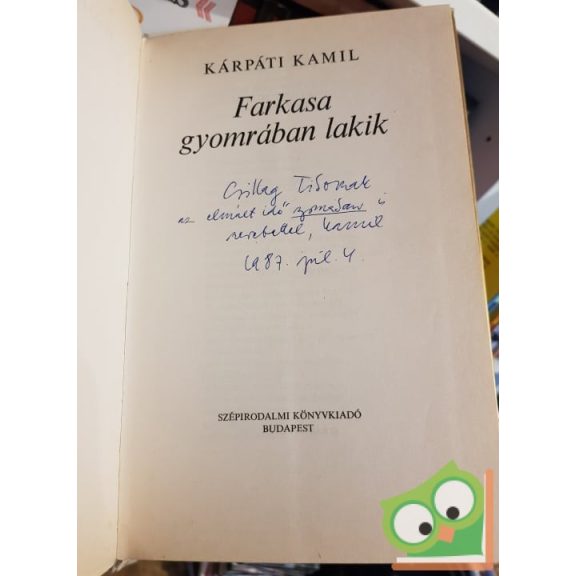 KÁRPÁTI KAMIL
Farkasa
gyomrában lakik
Csillag Tibornak
az elmúlt idő gyomrában is
szeretettel, Kamil
1987. júl. 4.
SZÉPIRODALMI KÖNYVKIADÓ
BUDAPEST